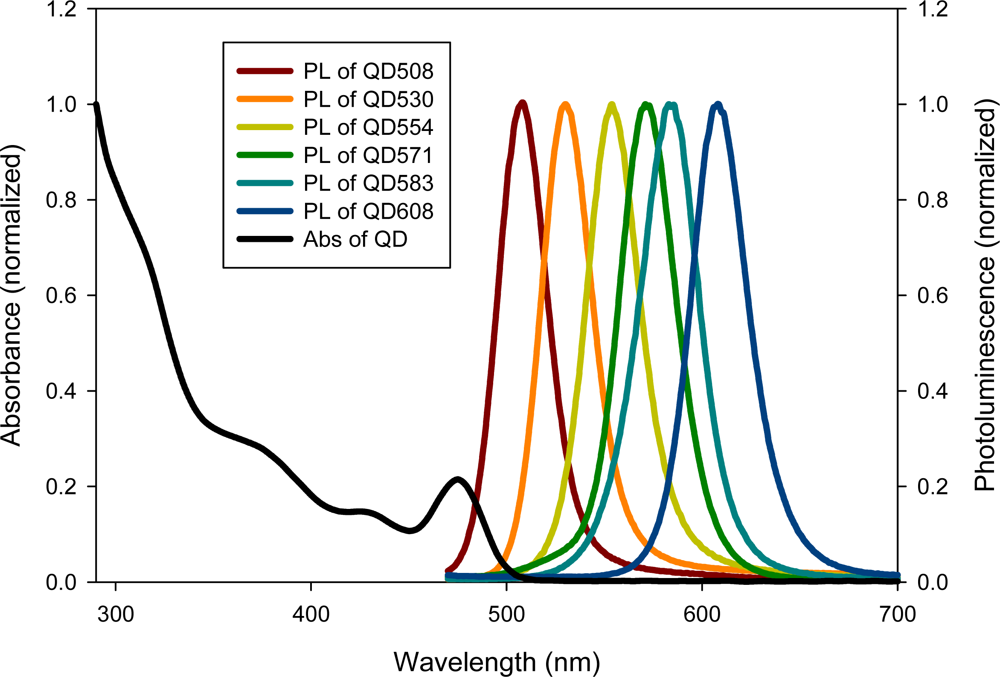 1.2
1.0
0.8
0.6
0.4
0.2
0.0
Absorbance (normalized)
PL of QD508
PL of QD530
PL of QD554
PL of QD571
PL of QD583
PL of QD608
Abs of QD
1.2
1.0
0.8
0.6
0.4
0.2
0.0
Photoluminescence (normalized)
300 400 500 600 700
Wavelength (nm)